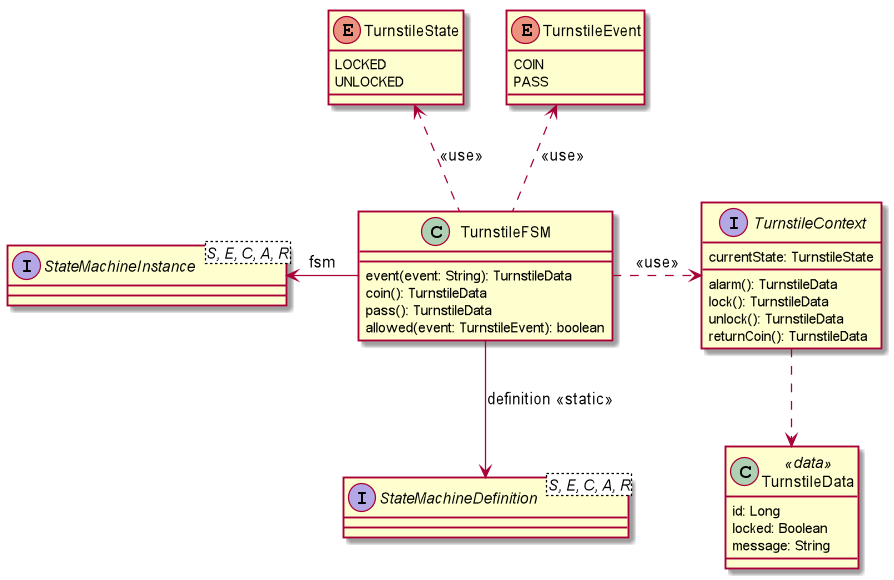 E TurnstileState
LOCKED
UNLOCKED
E TurnstileEvent
COIN
PASS
«use»
«use»
C TurnstileFSM
event(event: String): TurnstileData
coin(): TurnstileData
pass(): TurnstileData
allowed(event: TurnstileEvent): boolean
I StateMachineInstance
S, E, C, A, R
fsm
«use»
I TurnstileContext
currentState: TurnstileState
alarm(): TurnstileData
lock(): TurnstileData
unlock(): TurnstileData
returnCoin(): TurnstileData
definition «static»
I StateMachineDefinition
S, E, C, A, R
C «data»
TurnstileData
id: Long
locked: Boolean
message: String